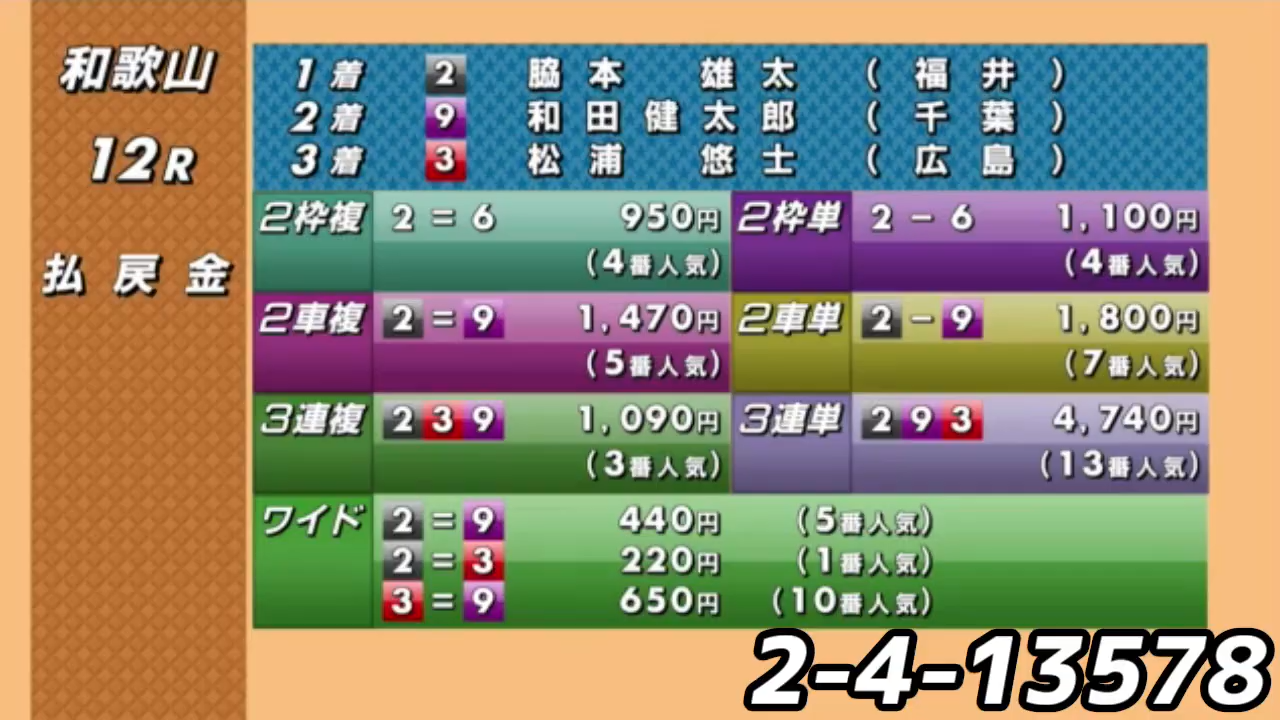 和歌山
12R
払戻金
1着 2 脇本 雄太 (福井)
2着 9 和田健太郎 (千葉)
3着 3 松浦 悠士 (広島)
2枠複 2=6 950円
(4番人気)
2枠単 2-6 1,100円
(4番人気)
2車複 2=9 1,470円
(5番人気)
2車単 2-9 1,800円
(7番人気)
3連複 2 3 9 1,090円
(3番人気)
3連単 2 9 3 4,740円
(13番人気)
ワイド 2=9 440円 (5番人気)
2=3 220円 (1番人気)
3=9 650円 (10番人気)
2-4-13578